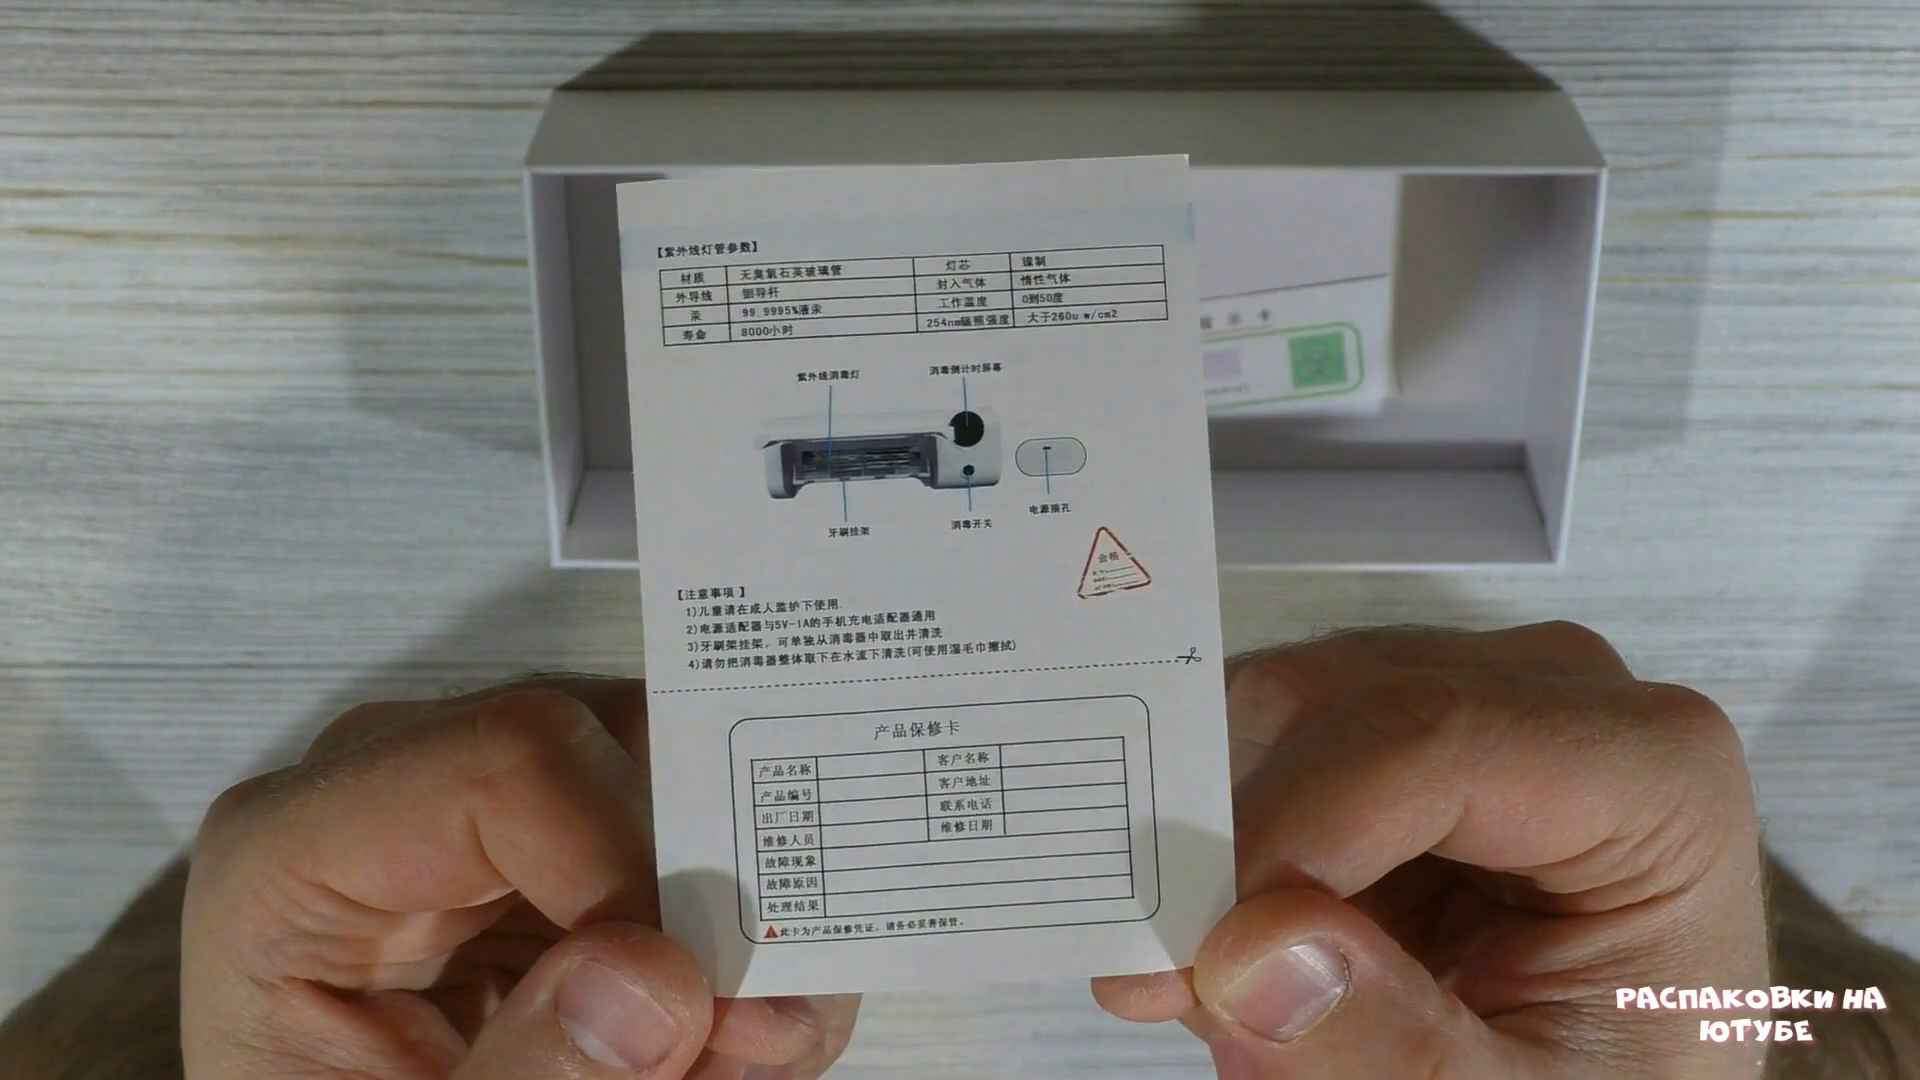 【紫外线灯管参数】
材质 无臭氧石英玻璃管 灯芯 镍制
外导线 钼导杆 封入气体 惰性气体
汞 99.9995%液汞 工作温度 0到50度
寿命 8000小时 254nm辐照强度 大于260u w/cm2
紫外线消毒灯 消毒倒计时屏幕
牙刷挂架 消毒开关 电源插孔
合格
【注意事项 】
1)儿童请在成人监护下使用.
2)电源适配器与5V-1A的手机充电适配器通用
3)牙刷架挂架，可单独从消毒器中取出并清洗
4)请勿把消毒器整体取下在水流下清洗(可使用湿毛巾擦拭)
产品保修卡
产品名称 客户名称
产品编号 客户地址
出厂日期 联系电话
维修人员 维修日期
故障现象
故障原因
处理结果
此卡为产品保修凭证，请务必妥善保管。
РАСПАКОВКИ НА
ЮТУБЕ